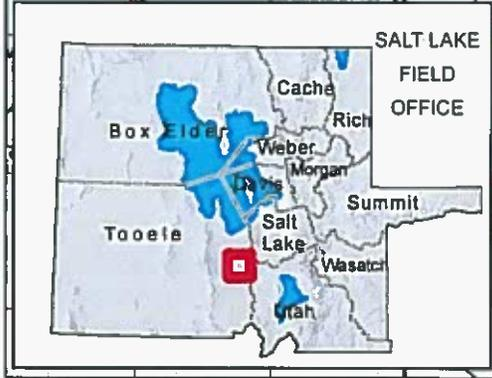 SALT LAKE
FIELD
OFFICE
Cache
Rich
Box Elder
Weber
Morgan
Davis
Summit
Salt
Lake
Tooele
Wasatch
Utah